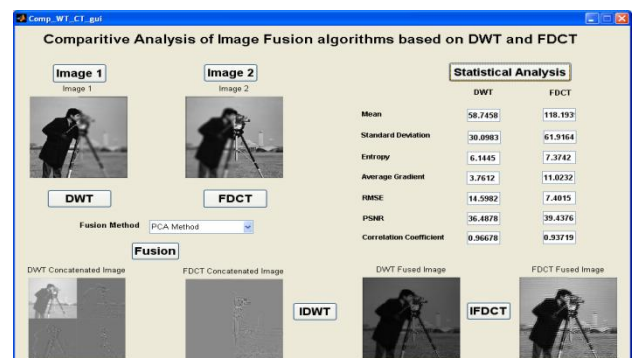 Comp_WT_CT_gui
Comparitive Analysis of Image Fusion algorithms based on DWT and FDCT
Image 1
Image 2
Statistical Analysis
Image 1
Image 2
DWT
FDCT
Mean
58.7458
118.193
Standard Deviation
30.0983
61.9164
Entropy
6.1445
7.3742
Average Gradient
3.7612
11.0232
RMSE
14.5982
7.4015
PSNR
36.4878
39.4376
Correlation Coefficient
0.96678
0.93719
DWT
FDCT
Fusion Method
PCA Method
Fusion
DWT Concatenated Image
FDCT Concatenated Image
DWT Fused Image
FDCT Fused Image
IDWT
IFDCT